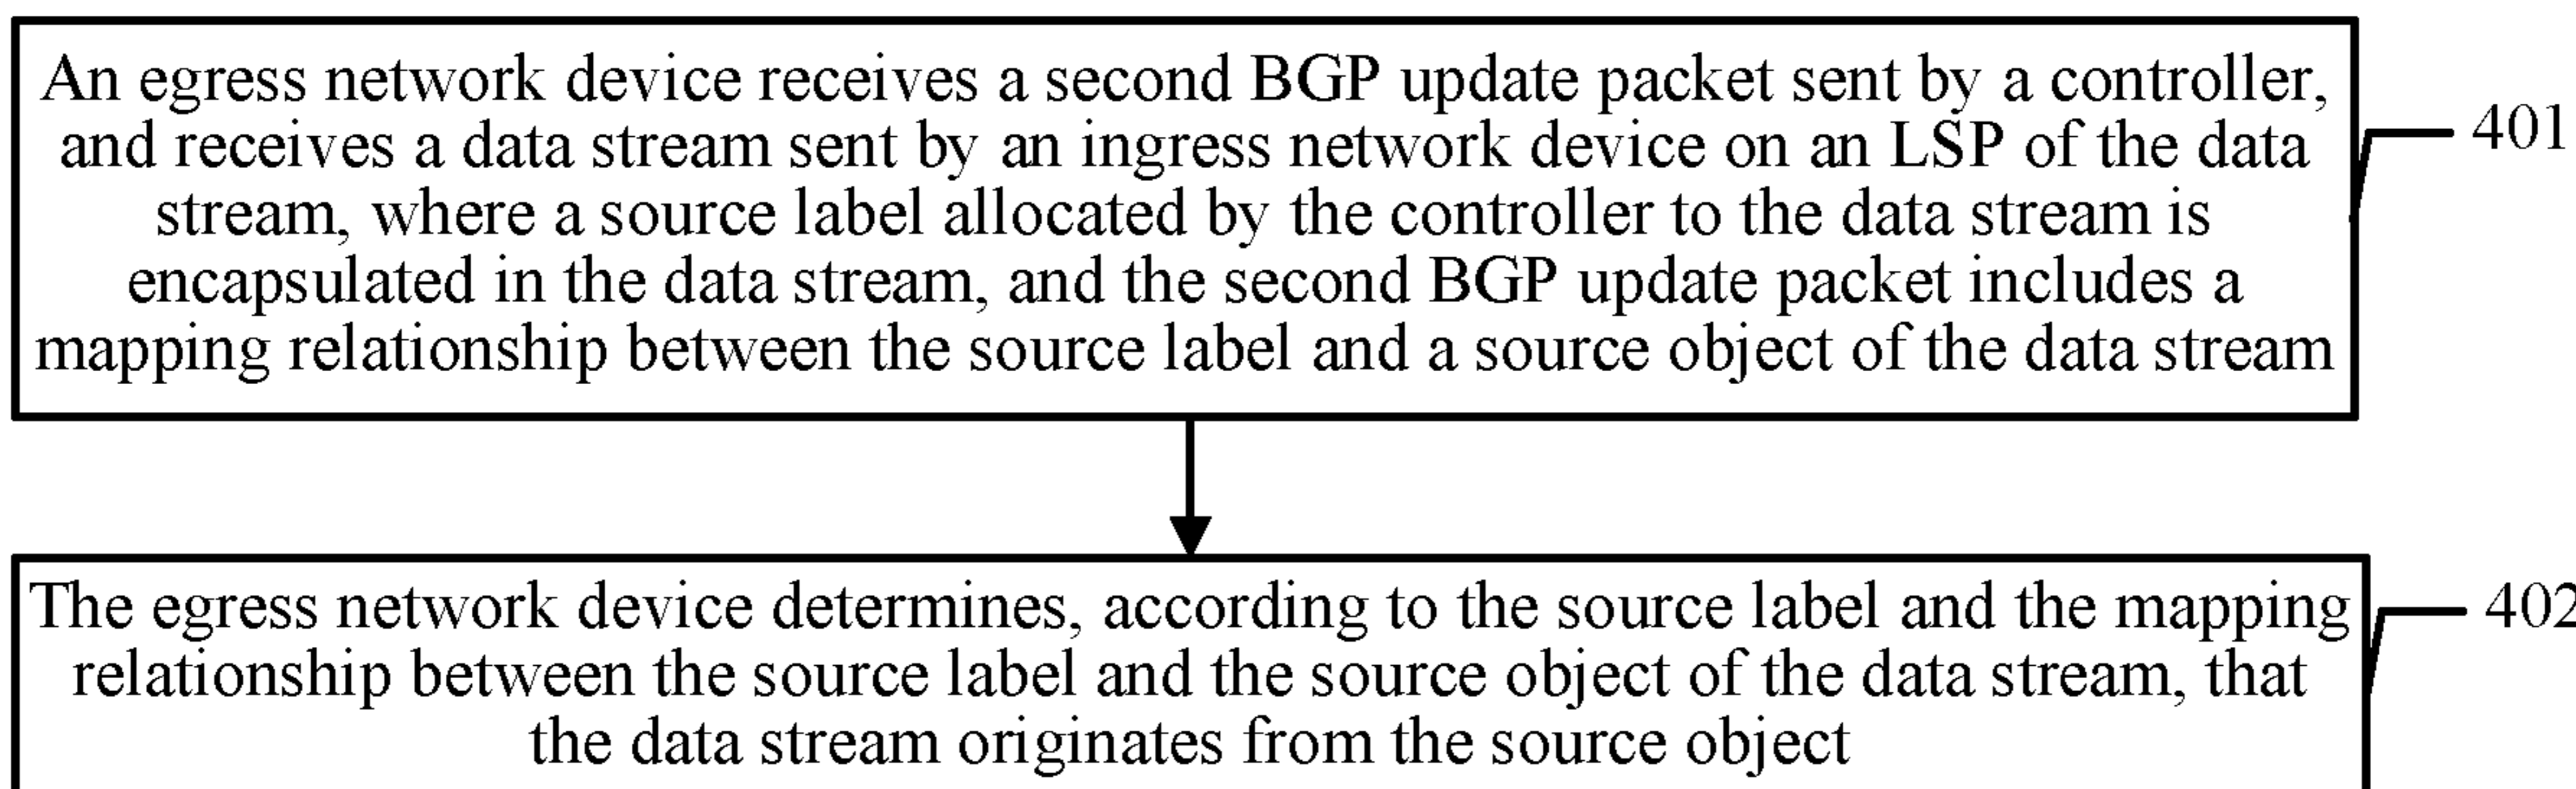 An egress network device receives a second BGP update packet sent by a controller,
and receives a data stream sent by an ingress network device on an LSP of the data
stream, where a source label allocated by the controller to the data stream is
encapsulated in the data stream, and the second BGP update packet includes a
mapping relationship between the source label and a source object of the data stream
401
The egress network device determines, according to the source label and the mapping
relationship between the source label and the source object of the data stream, that
the data stream originates from the source object
402